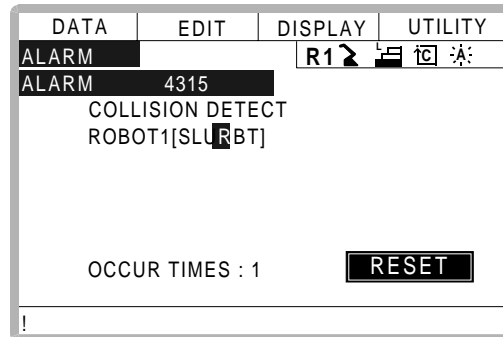 DATA EDIT DISPLAY UTILITY
ALARM R1 C
ALARM 4315
COLLISION DETECT
ROBOT1[SLURBT]
OCCUR TIMES : 1 RESET
!